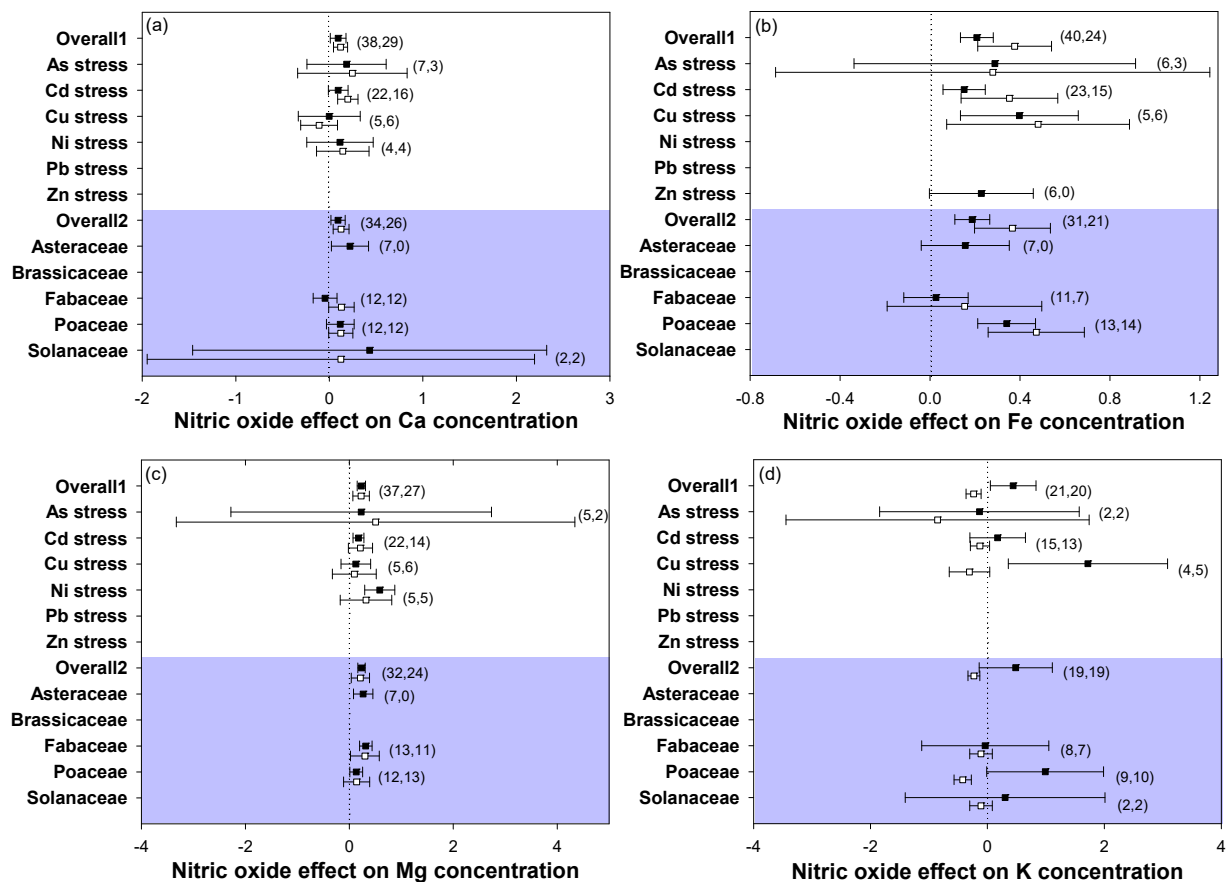 (a)
Overall1 (38,29)
As stress (7,3)
Cd stress (22,16)
Cu stress (5,6)
Ni stress (4,4)
Pb stress
Zn stress
Overall2 (34,26)
Asteraceae (7,0)
Brassicaceae
Fabaceae (12,12)
Poaceae (12,12)
Solanaceae (2,2)
-2 -1 0 1 2 3
Nitric oxide effect on Ca concentration
(b)
Overall1 (40,24)
As stress (6,3)
Cd stress (23,15)
Cu stress (5,6)
Ni stress
Pb stress
Zn stress (6,0)
Overall2 (31,21)
Asteraceae (7,0)
Brassicaceae
Fabaceae (11,7)
Poaceae (13,14)
Solanaceae
-0.8 -0.4 0.0 0.4 0.8 1.2
Nitric oxide effect on Fe concentration
(c)
Overall1 (37,27)
As stress (5,2)
Cd stress (22,14)
Cu stress (5,6)
Ni stress (5,5)
Pb stress
Zn stress
Overall2 (32,24)
Asteraceae (7,0)
Brassicaceae
Fabaceae (13,11)
Poaceae (12,13)
Solanaceae
-4 -2 0 2 4
Nitric oxide effect on Mg concentration
(d)
Overall1 (21,20)
As stress (2,2)
Cd stress (15,13)
Cu stress (4,5)
Ni stress
Pb stress
Zn stress
Overall2 (19,19)
Asteraceae
Brassicaceae
Fabaceae (8,7)
Poaceae (9,10)
Solanaceae (2,2)
-4 -2 0 2 4
Nitric oxide effect on K concentration